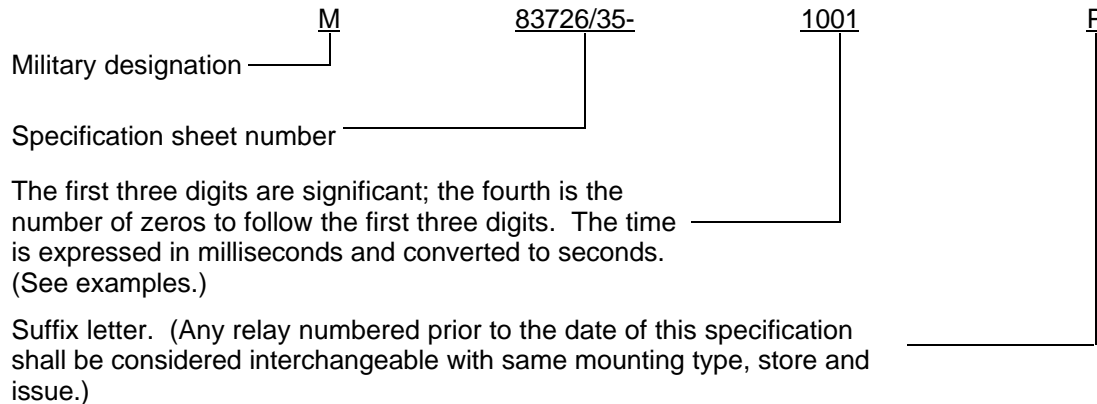 M 83726/35- 1001
Military designation
Specification sheet number
The first three digits are significant; the fourth is the
number of zeros to follow the first three digits. The time
is expressed in milliseconds and converted to seconds.
(See examples.)
Suffix letter. (Any relay numbered prior to the date of this specification
shall be considered interchangeable with same mounting type, store and
issue.)